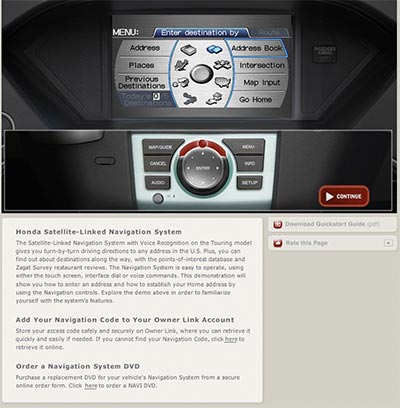 MENU: Enter destination by Route
Address Address Book
Places Intersection
Previous Destinations Map Input
Today's Destinations Go Home
PASSENGER AIRBAG
MAP/GUIDE MENU
CANCEL ENTER INFO
AUDIO SETUP
CONTINUE
Honda Satellite-Linked Navigation System
Download Quickstart Guide (pdf)
The Satellite-Linked Navigation System with Voice Recognition on the Touring model
gives you turn-by-turn driving directions to any address in the U.S. Plus, you can
find out about destinations along the way, with the points-of-interest database and
Zagat Survey restaurant reviews. The Navigation System is easy to operate, using
either the touch screen, interface dial or voice commands. This demonstration will
show you how to enter an address and how to establish your Home address by
using the Navigation controls. Explore the demo above in order to familiarize
yourself with the system's features.
Rate this Page
Add Your Navigation Code to Your Owner Link Account
Store your access code safely and securely on Owner Link, where you can retrieve it
quickly and easily if needed. If you cannot find your Navigation Code, click here to
retrieve it online.
Order a Navigation System DVD
Purchase a replacement DVD for your vehicle's Navigation System from a secure
online order form. Click here to order a NAVI DVD.